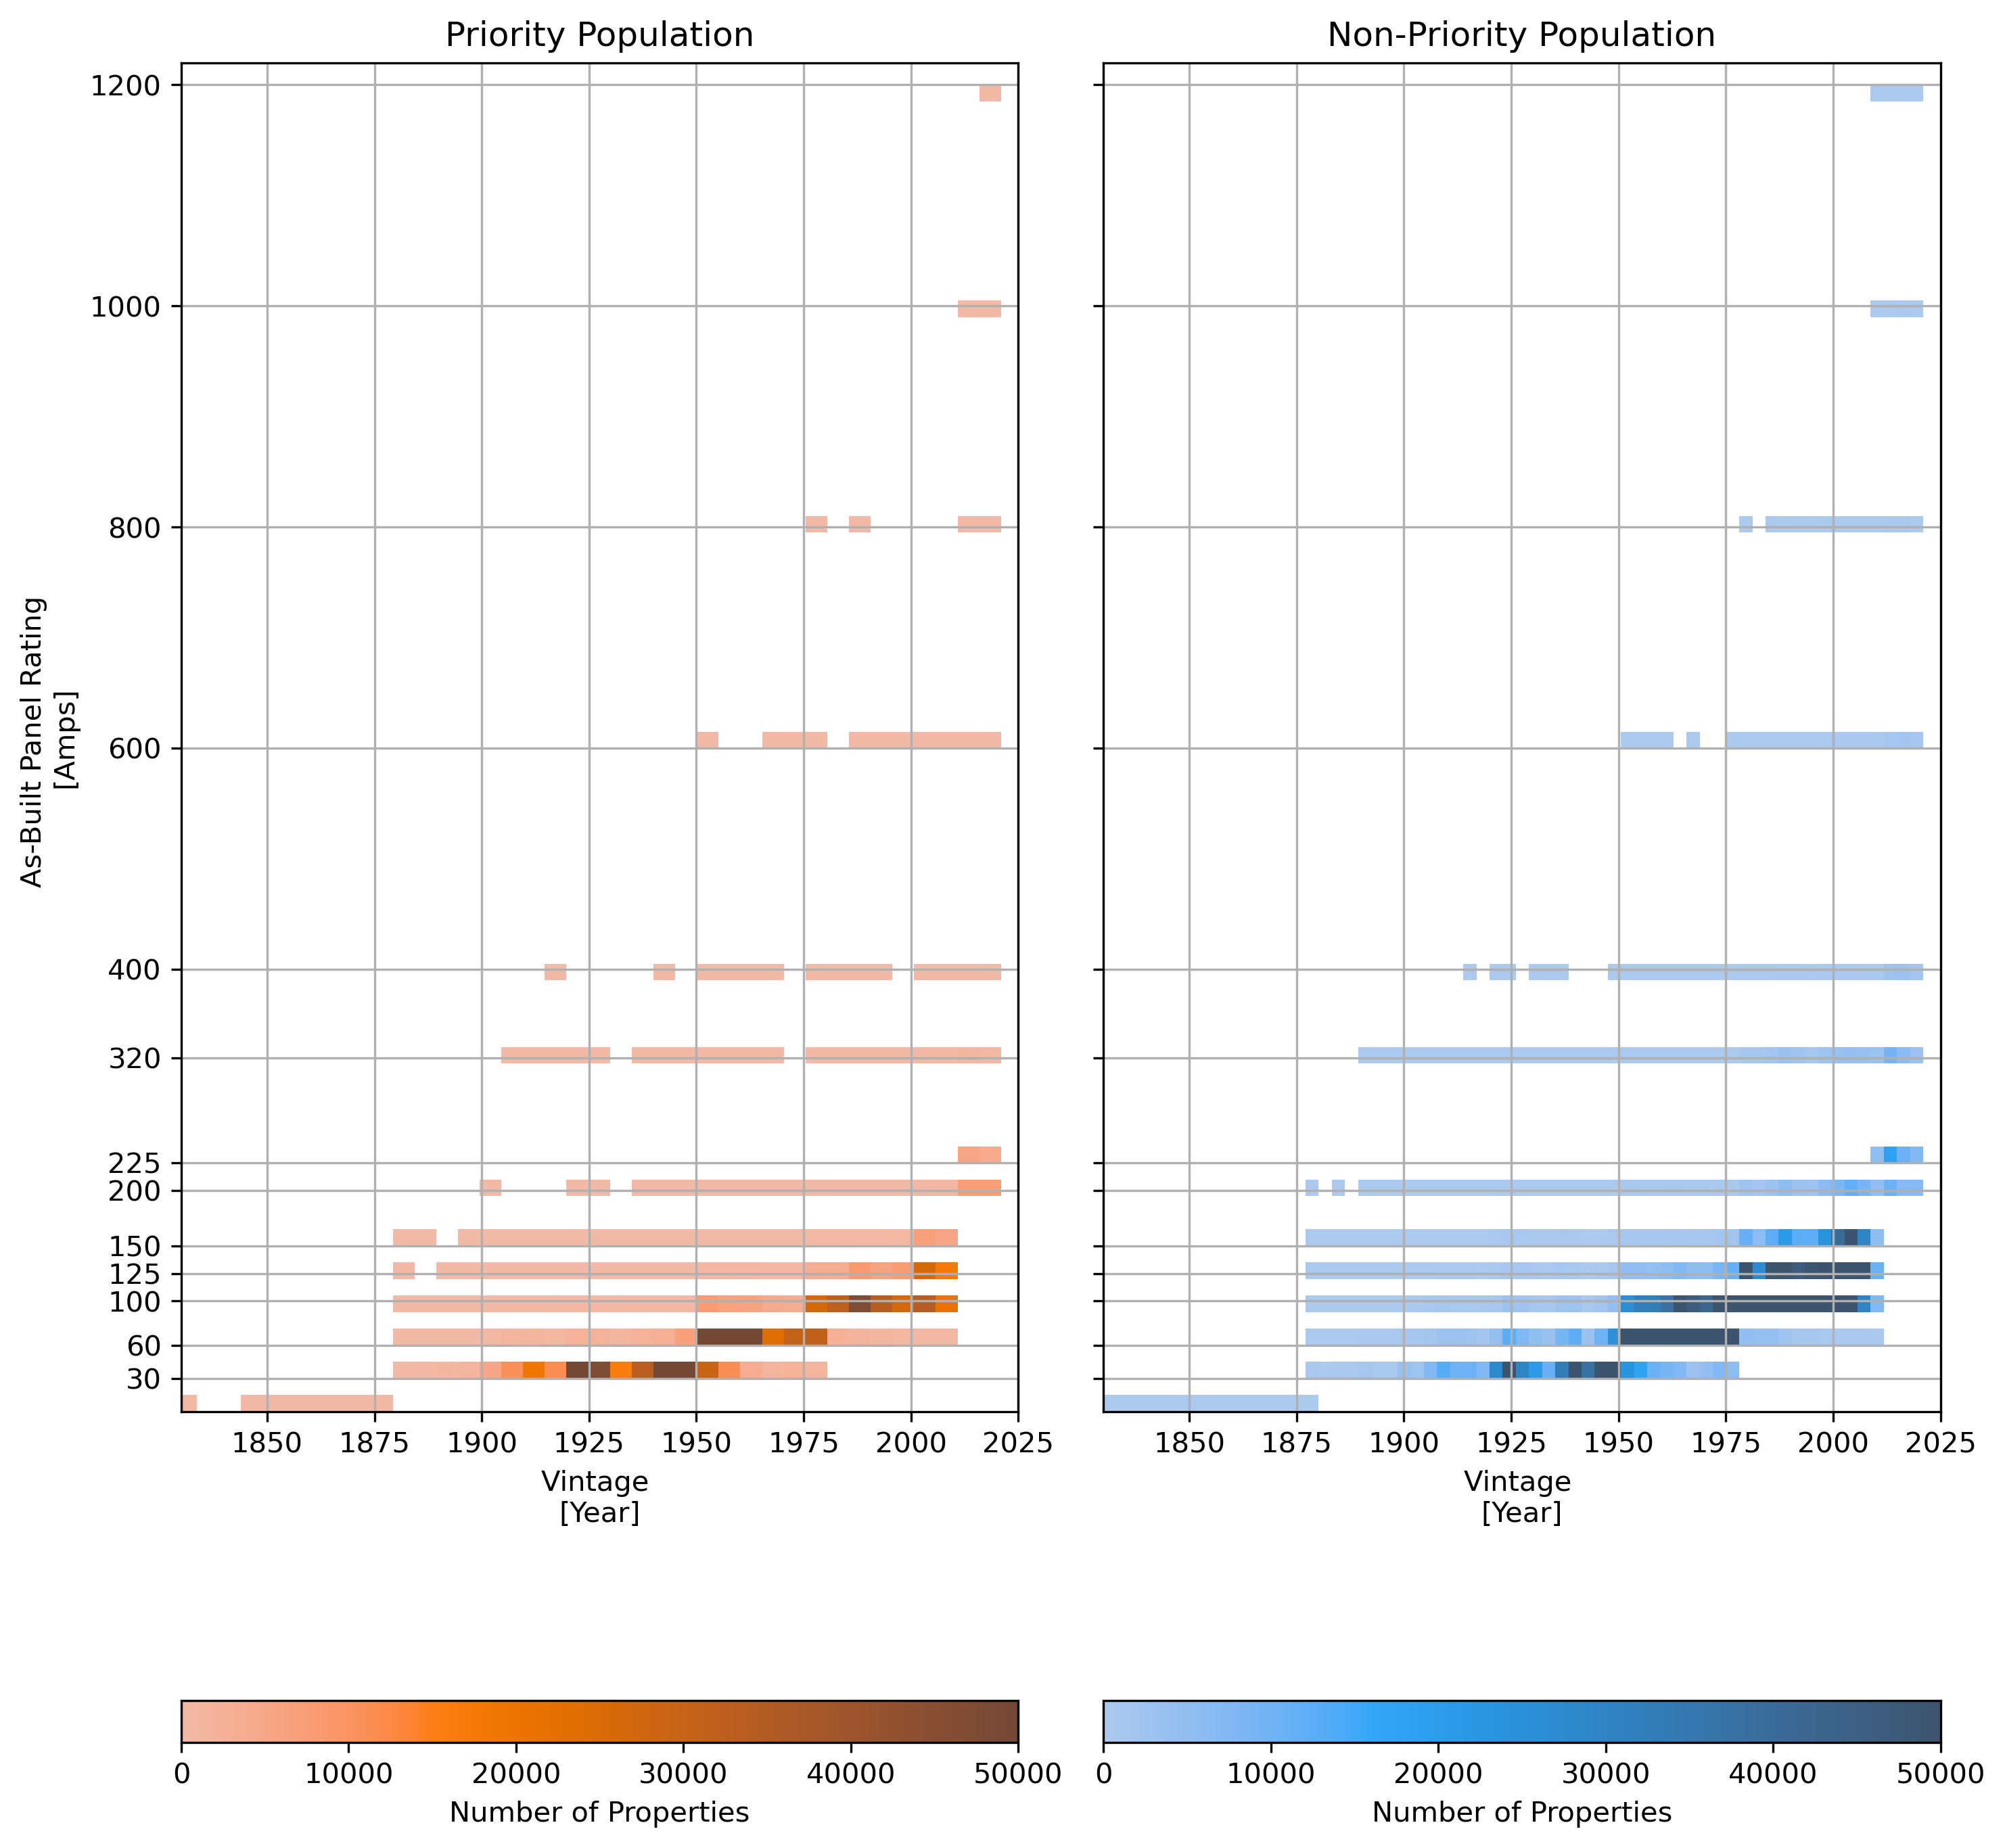 Priority Population
Non-Priority Population
As-Built Panel Rating
[Amps]
1200
1000
800
600
400
320
225
200
150
125
100
60
30
1850 1875 1900 1925 1950 1975 2000 2025
1850 1875 1900 1925 1950 1975 2000 2025
Vintage
[Year]
Vintage
[Year]
0 10000 20000 30000 40000 50000
0 10000 20000 30000 40000 50000
Number of Properties
Number of Properties